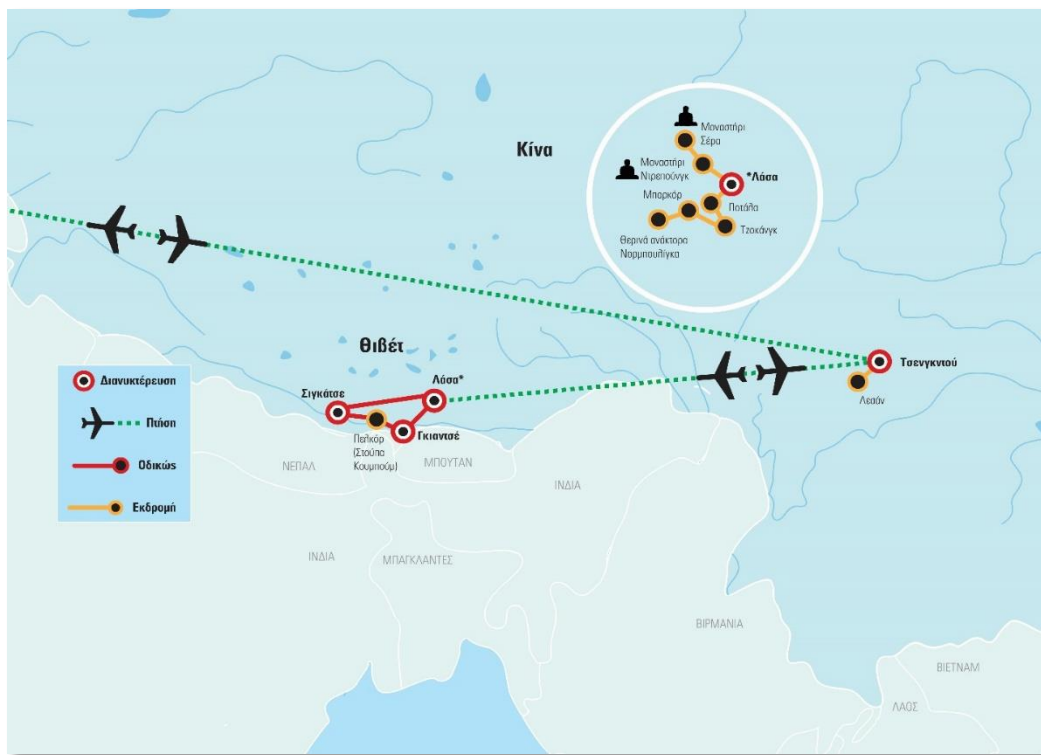 Κίνα
Μοναστήρι
Σέρα
Μοναστήρι
Ντρεπούνγκ
*Λάσα
Μπαρκόρ
Ποτάλα
Τζοκάνγκ
Θερινά ανάκτορα
Νορμπουλίγκα
Θιβέτ
Τσενγκντού
Λεσάν
Διανυκτέρευση
Πτήση
Οδικώς
Εκδρομή
Σιγκάτσε
Λάσα*
Πελκόρ
(Στούπα
Κουμπούμ)
Γκιαντσέ
ΝΕΠΑΛ
ΜΠΟΥΤΑΝ
ΙΝΔΙΑ
ΙΝΔΙΑ
ΜΠΑΓΚΛΑΝΤΕΣ
ΒΙΡΜΑΝΙΑ
ΒΙΕΤΝΑΜ
ΛΑΟΣ